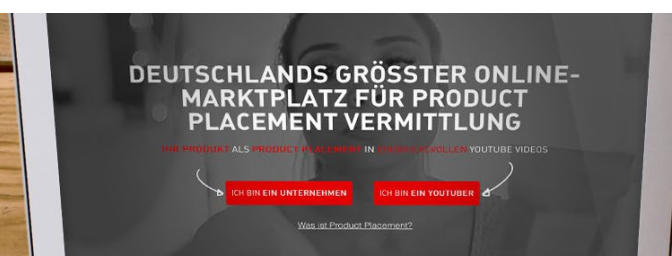 DEUTSCHLANDS GRÖSSTER ONLINE-
MARKTPLATZ FÜR PRODUCT
PLACEMENT VERMITTLUNG
IHR PRODUKT ALS PRODUCT PLACEMENT IN EINDRUCKSVOLLEN YOUTUBE VIDEOS
ICH BIN EIN UNTERNEHMEN
ICH BIN EIN YOUTUBER
Was ist Product Placement?